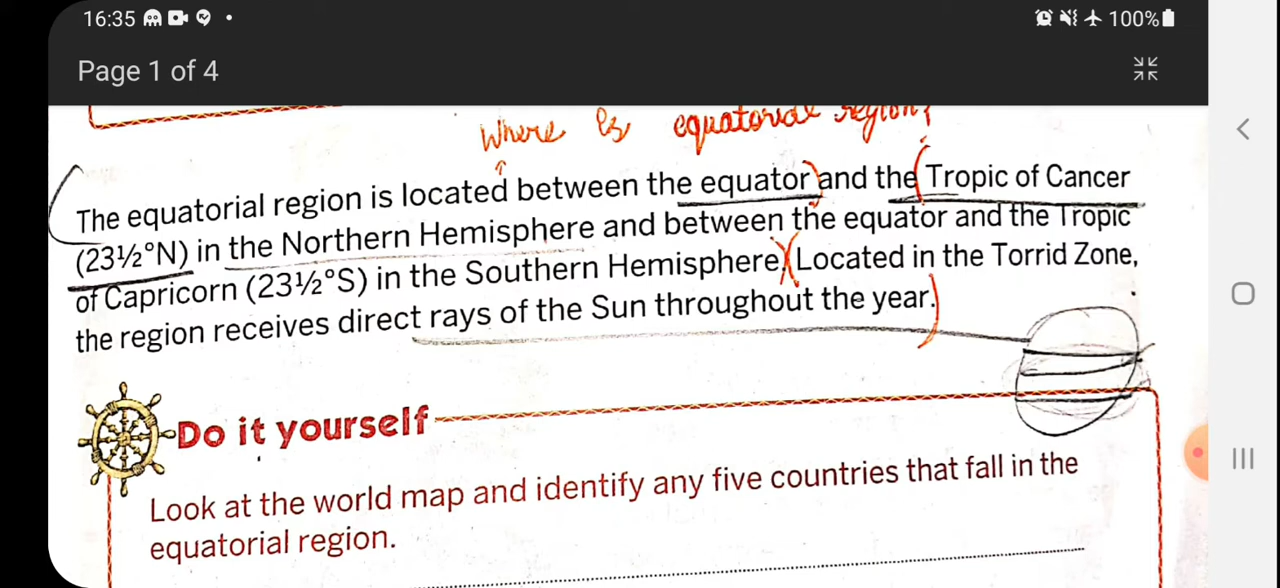 16:35
100%
Page 1 of 4
Where is equatorial region?
The equatorial region is located between the equator and the Tropic of Cancer
(23½°N) in the Northern Hemisphere and between the equator and the Tropic
of Capricorn (23½°S) in the Southern Hemisphere. Located in the Torrid Zone,
the region receives direct rays of the Sun throughout the year.
Do it yourself
Look at the world map and identify any five countries that fall in the
equatorial region.